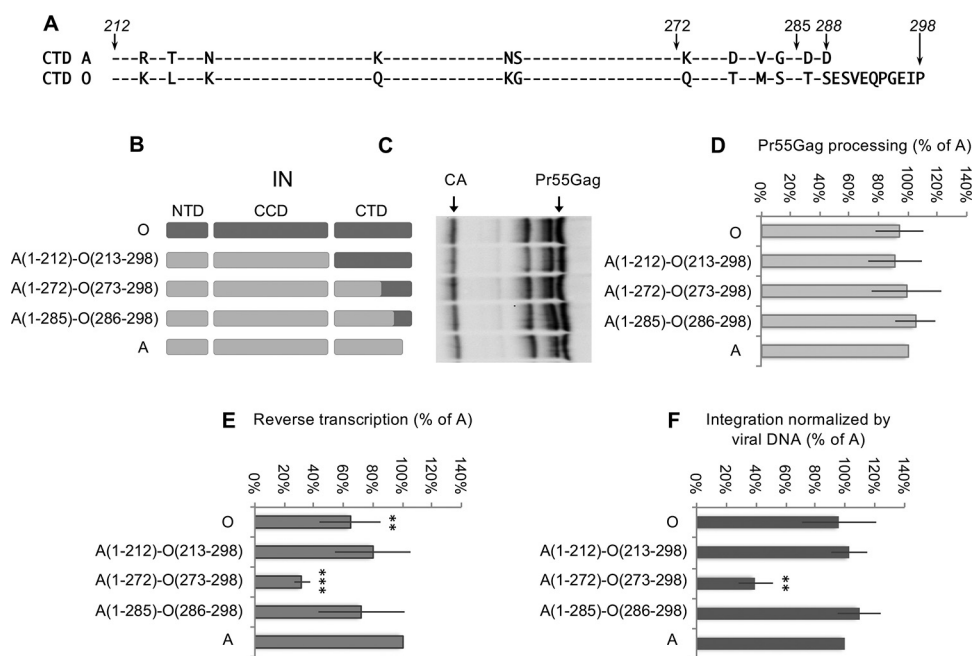 A
212 272 285 288 298
CTD A ---R--T---N----------------K-------------NS----------------K----D--V-G--D-D
CTD O ---K--L---K----------------Q-------------KG----------------Q----T--M-S--T-SESVEQPGEIP
B
IN
NTD CCD CTD
O
A(1-212)-O(213-298)
A(1-272)-O(273-298)
A(1-285)-O(286-298)
A
C
CA Pr55Gag
D Pr55Gag processing (% of A)
0% 20% 40% 60% 80% 100% 120% 140%
O
A(1-212)-O(213-298)
A(1-272)-O(273-298)
A(1-285)-O(286-298)
A
E Reverse transcription (% of A)
0% 20% 40% 60% 80% 100% 120% 140%
O **
A(1-212)-O(213-298)
A(1-272)-O(273-298) ***
A(1-285)-O(286-298)
A
F Integration normalized by
viral DNA (% of A)
0% 20% 40% 60% 80% 100% 120% 140%
O
A(1-212)-O(213-298)
A(1-272)-O(273-298) **
A(1-285)-O(286-298)
A